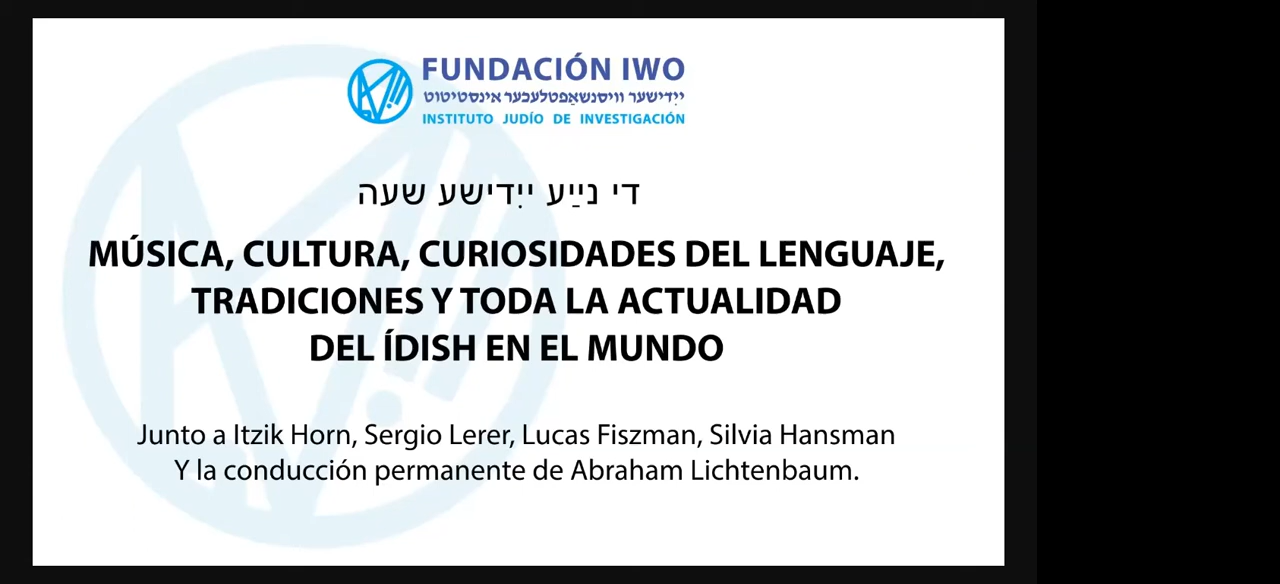 FUNDACIÓN IWO
ייִדישער װיסנשאַפטלעכער אינסטיטוט
INSTITUTO JUDÍO DE INVESTIGACIÓN
די נײַע ייִדישע שעה
MÚSICA, CULTURA, CURIOSIDADES DEL LENGUAJE,
TRADICIONES Y TODA LA ACTUALIDAD
DEL ÍDISH EN EL MUNDO
Junto a Itzik Horn, Sergio Lerer, Lucas Fiszman, Silvia Hansman
Y la conducción permanente de Abraham Lichtenbaum.